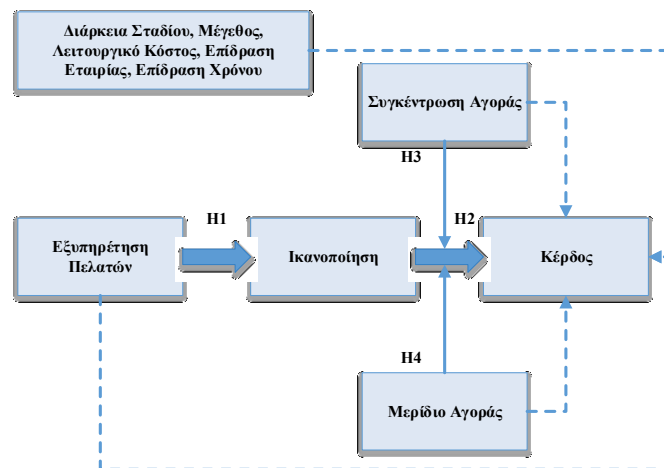 Διάρκεια Σταδίου, Μέγεθος,
Λειτουργικό Κόστος, Επίδραση
Εταιρίας, Επίδραση Χρόνου
Συγκέντρωση Αγοράς
H3
H1
H2
Εξυπηρέτηση
Πελατών
Ικανοποίηση
Κέρδος
H4
Μερίδιο Αγοράς